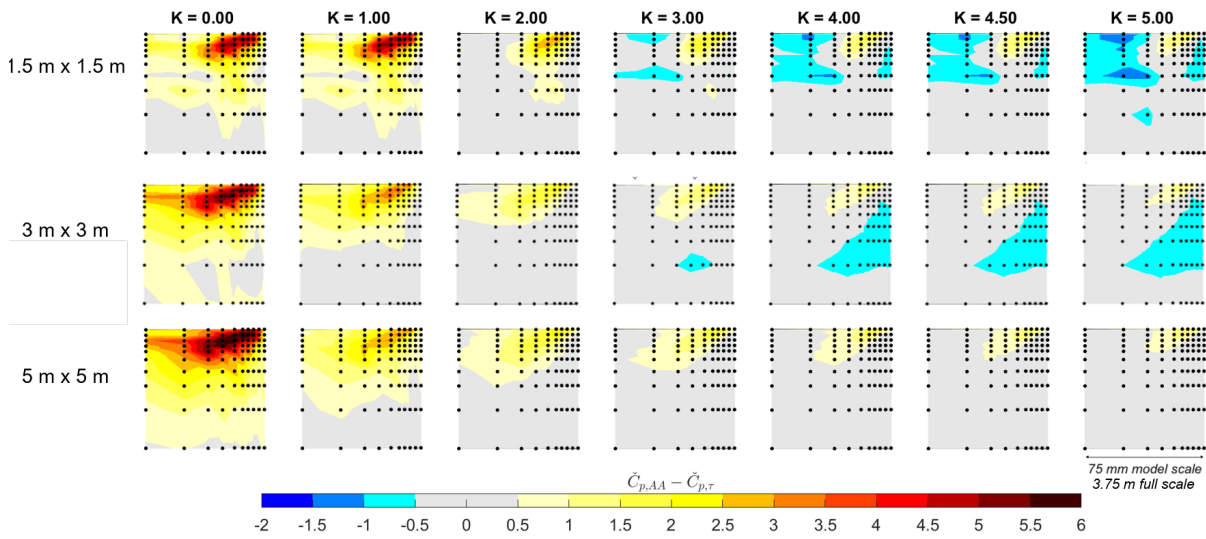 K = 0.00 K = 1.00 K = 2.00 K = 3.00 K = 4.00 K = 4.50 K = 5.00
1.5 m x 1.5 m
3 m x 3 m
5 m x 5 m
75 mm model scale
3.75 m full scale
Č_{p,AA} − Č_{p,τ}
-2 -1.5 -1 -0.5 0 0.5 1 1.5 2 2.5 3 3.5 4 4.5 5 5.5 6